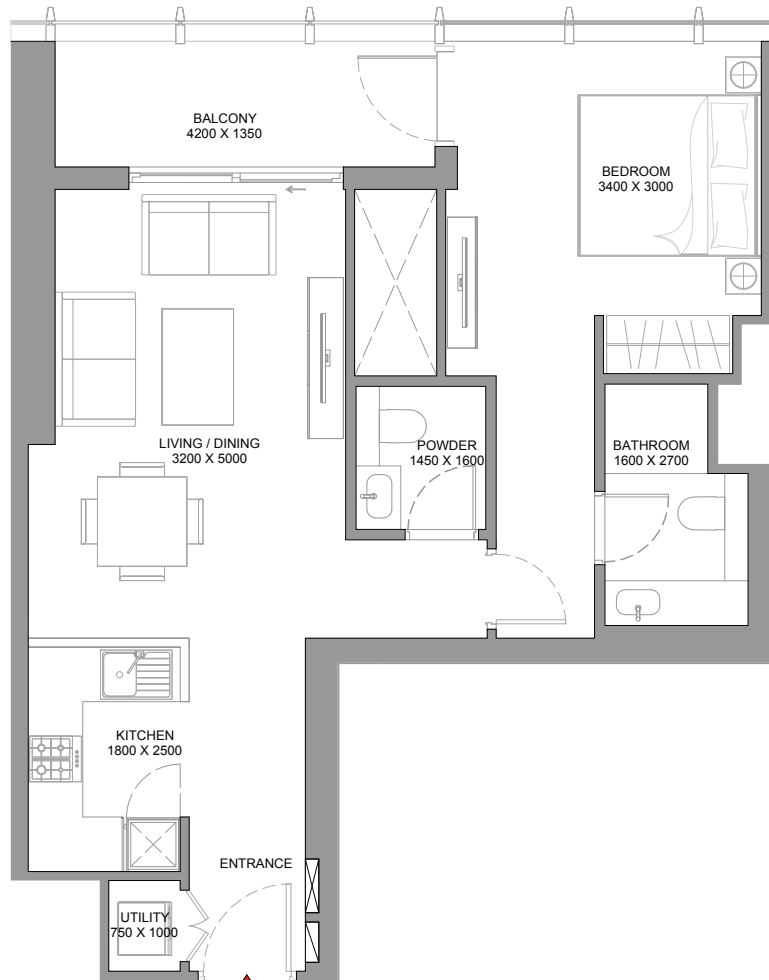 BALCONY
4200 X 1350
BEDROOM
3400 X 3000
LIVING / DINING
3200 X 5000
POWDER
1450 X 1600
BATHROOM
1600 X 2700
KITCHEN
1800 X 2500
ENTRANCE
UTILITY
750 X 1000